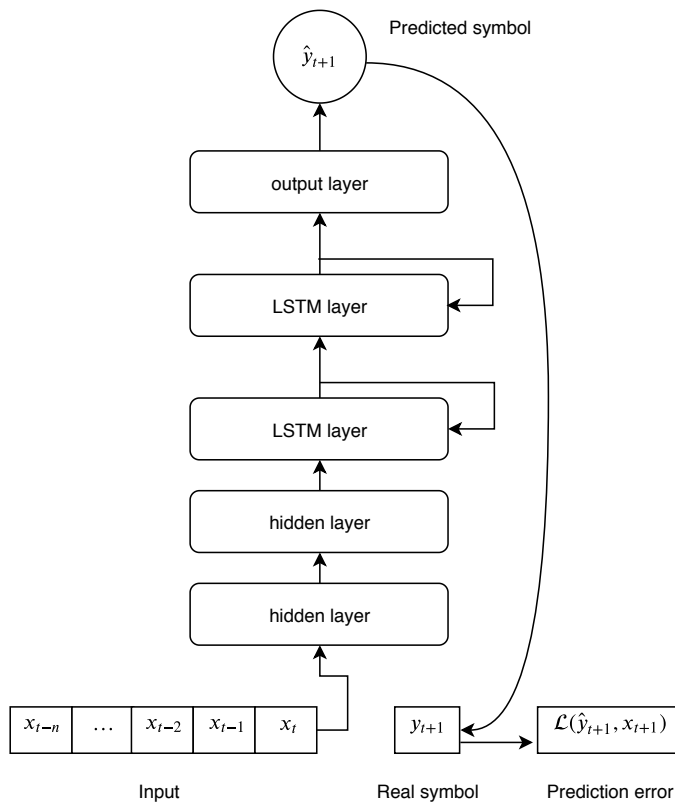 Predicted symbol
ŷ_{t+1}
output layer
LSTM layer
LSTM layer
hidden layer
hidden layer
x_{t−n} … x_{t−2} x_{t−1} x_t y_{t+1} ℒ(ŷ_{t+1}, x_{t+1})
Input Real symbol Prediction error